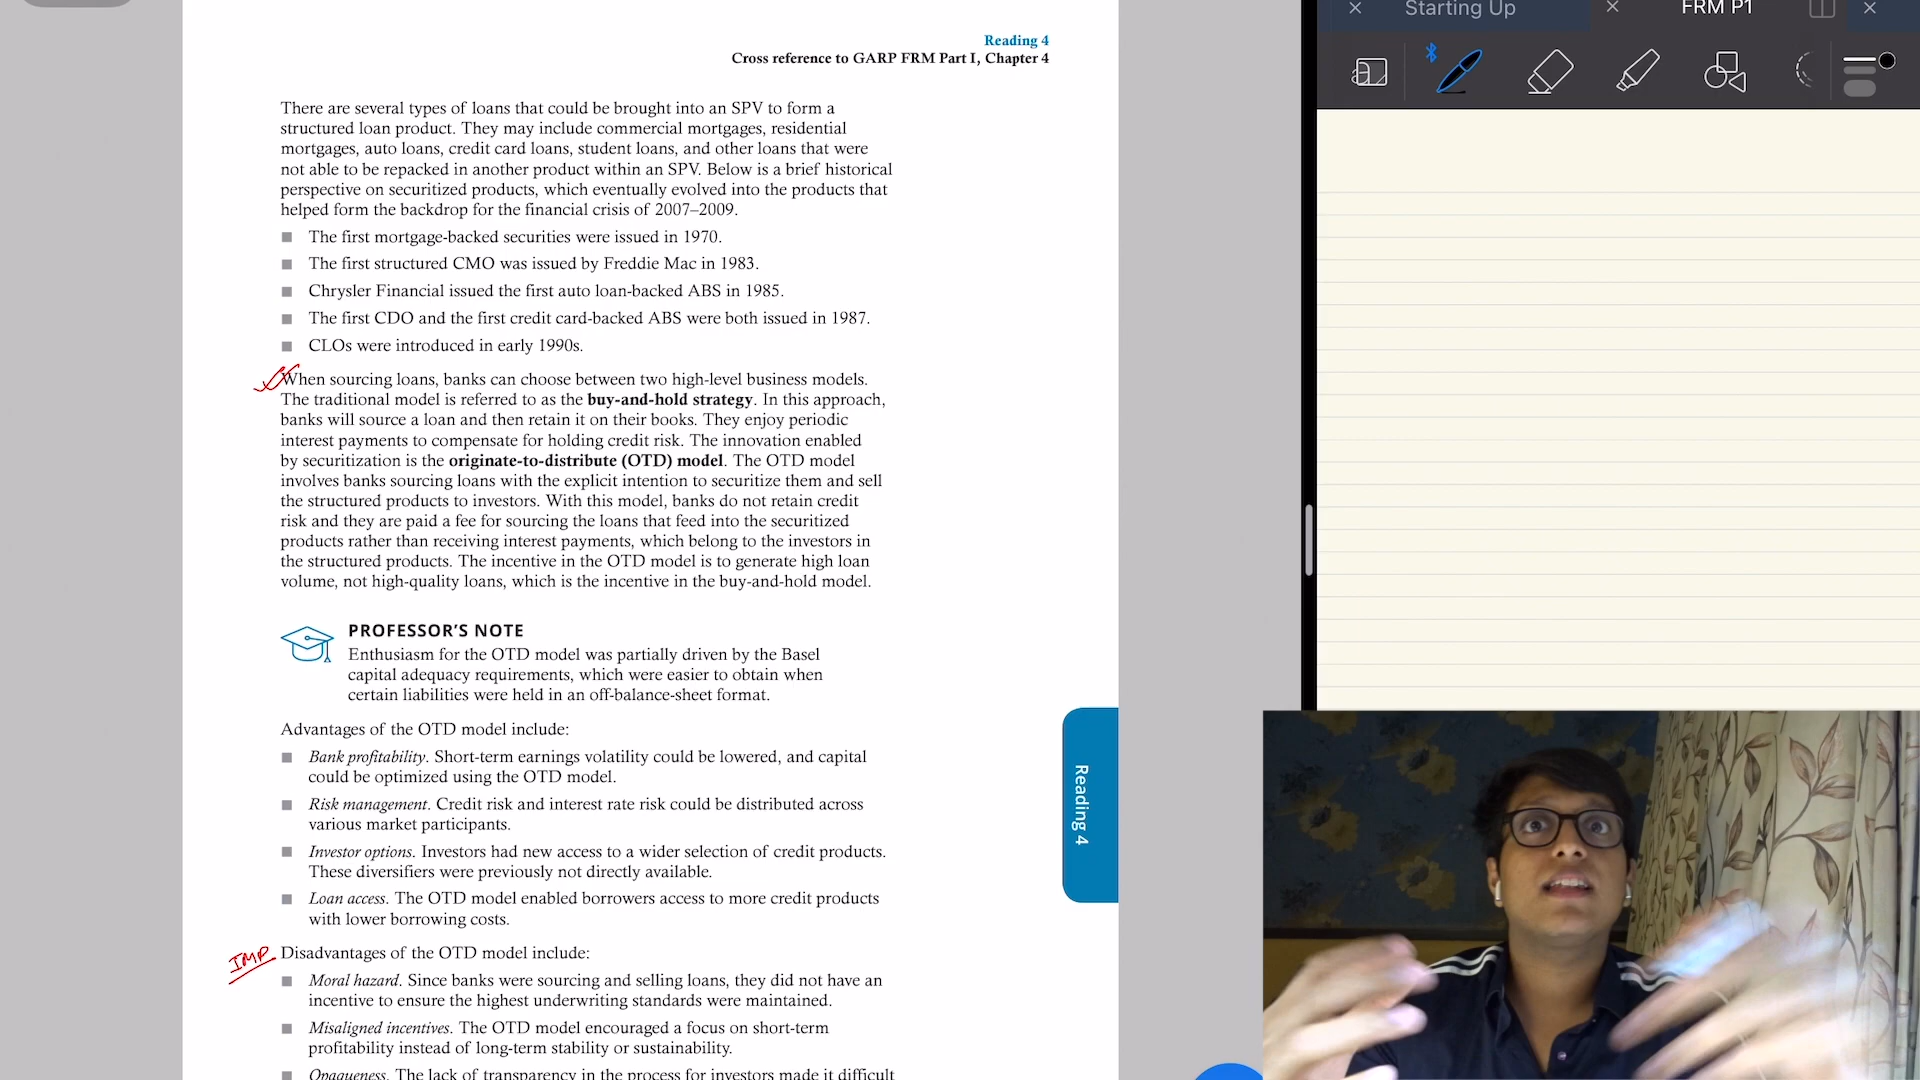 Starting Up
FRM P1
Reading 4
Cross reference to GARP FRM Part I, Chapter 4
There are several types of loans that could be brought into an SPV to form a
structured loan product. They may include commercial mortgages, residential
mortgages, auto loans, credit card loans, student loans, and other loans that were
not able to be repacked in another product within an SPV. Below is a brief historical
perspective on securitized products, which eventually evolved into the products that
helped form the backdrop for the financial crisis of 2007–2009.
■ The first mortgage-backed securities were issued in 1970.
■ The first structured CMO was issued by Freddie Mac in 1983.
■ Chrysler Financial issued the first auto loan-backed ABS in 1985.
■ The first CDO and the first credit card-backed ABS were both issued in 1987.
■ CLOs were introduced in early 1990s.
When sourcing loans, banks can choose between two high-level business models.
The traditional model is referred to as the buy-and-hold strategy. In this approach,
banks will source a loan and then retain it on their books. They enjoy periodic
interest payments to compensate for holding credit risk. The innovation enabled
by securitization is the originate-to-distribute (OTD) model. The OTD model
involves banks sourcing loans with the explicit intention to securitize them and sell
the structured products to investors. With this model, banks do not retain credit
risk and they are paid a fee for sourcing the loans that feed into the securitized
products rather than receiving interest payments, which belong to the investors in
the structured products. The incentive in the OTD model is to generate high loan
volume, not high-quality loans, which is the incentive in the buy-and-hold model.
PROFESSOR'S NOTE
Enthusiasm for the OTD model was partially driven by the Basel
capital adequacy requirements, which were easier to obtain when
certain liabilities were held in an off-balance-sheet format.
Advantages of the OTD model include:
■ Bank profitability. Short-term earnings volatility could be lowered, and capital
could be optimized using the OTD model.
■ Risk management. Credit risk and interest rate risk could be distributed across
various market participants.
■ Investor options. Investors had new access to a wider selection of credit products.
These diversifiers were previously not directly available.
■ Loan access. The OTD model enabled borrowers access to more credit products
with lower borrowing costs.
IMP Disadvantages of the OTD model include:
■ Moral hazard. Since banks were sourcing and selling loans, they did not have an
incentive to ensure the highest underwriting standards were maintained.
■ Misaligned incentives. The OTD model encouraged a focus on short-term
profitability instead of long-term stability or sustainability.
■ Opaqueness. The lack of transparency in the process for investors made it difficult
Reading 4